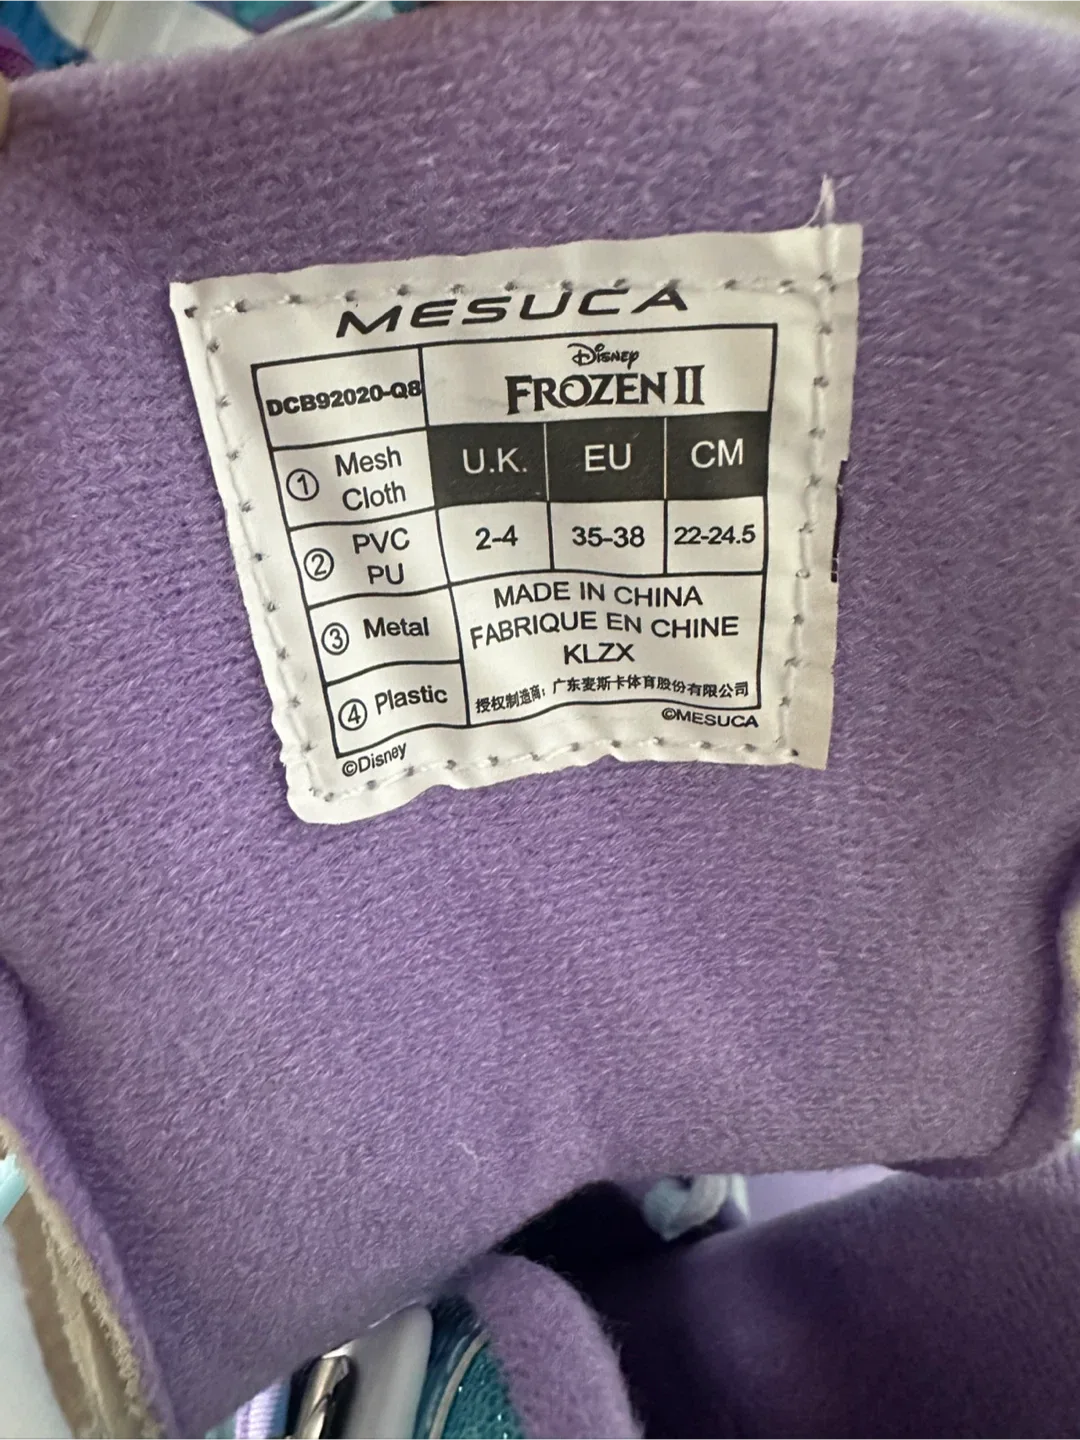 MESUCA
DCB92020-Q8
Disney
FROZEN II
① Mesh
Cloth
② PVC
PU
③ Metal
④ Plastic
U.K. EU CM
2-4 35-38 22-24.5
MADE IN CHINA
FABRIQUE EN CHINE
KLZX
授权制造商：广东麦斯卡体育股份有限公司
©MESUCA
©Disney